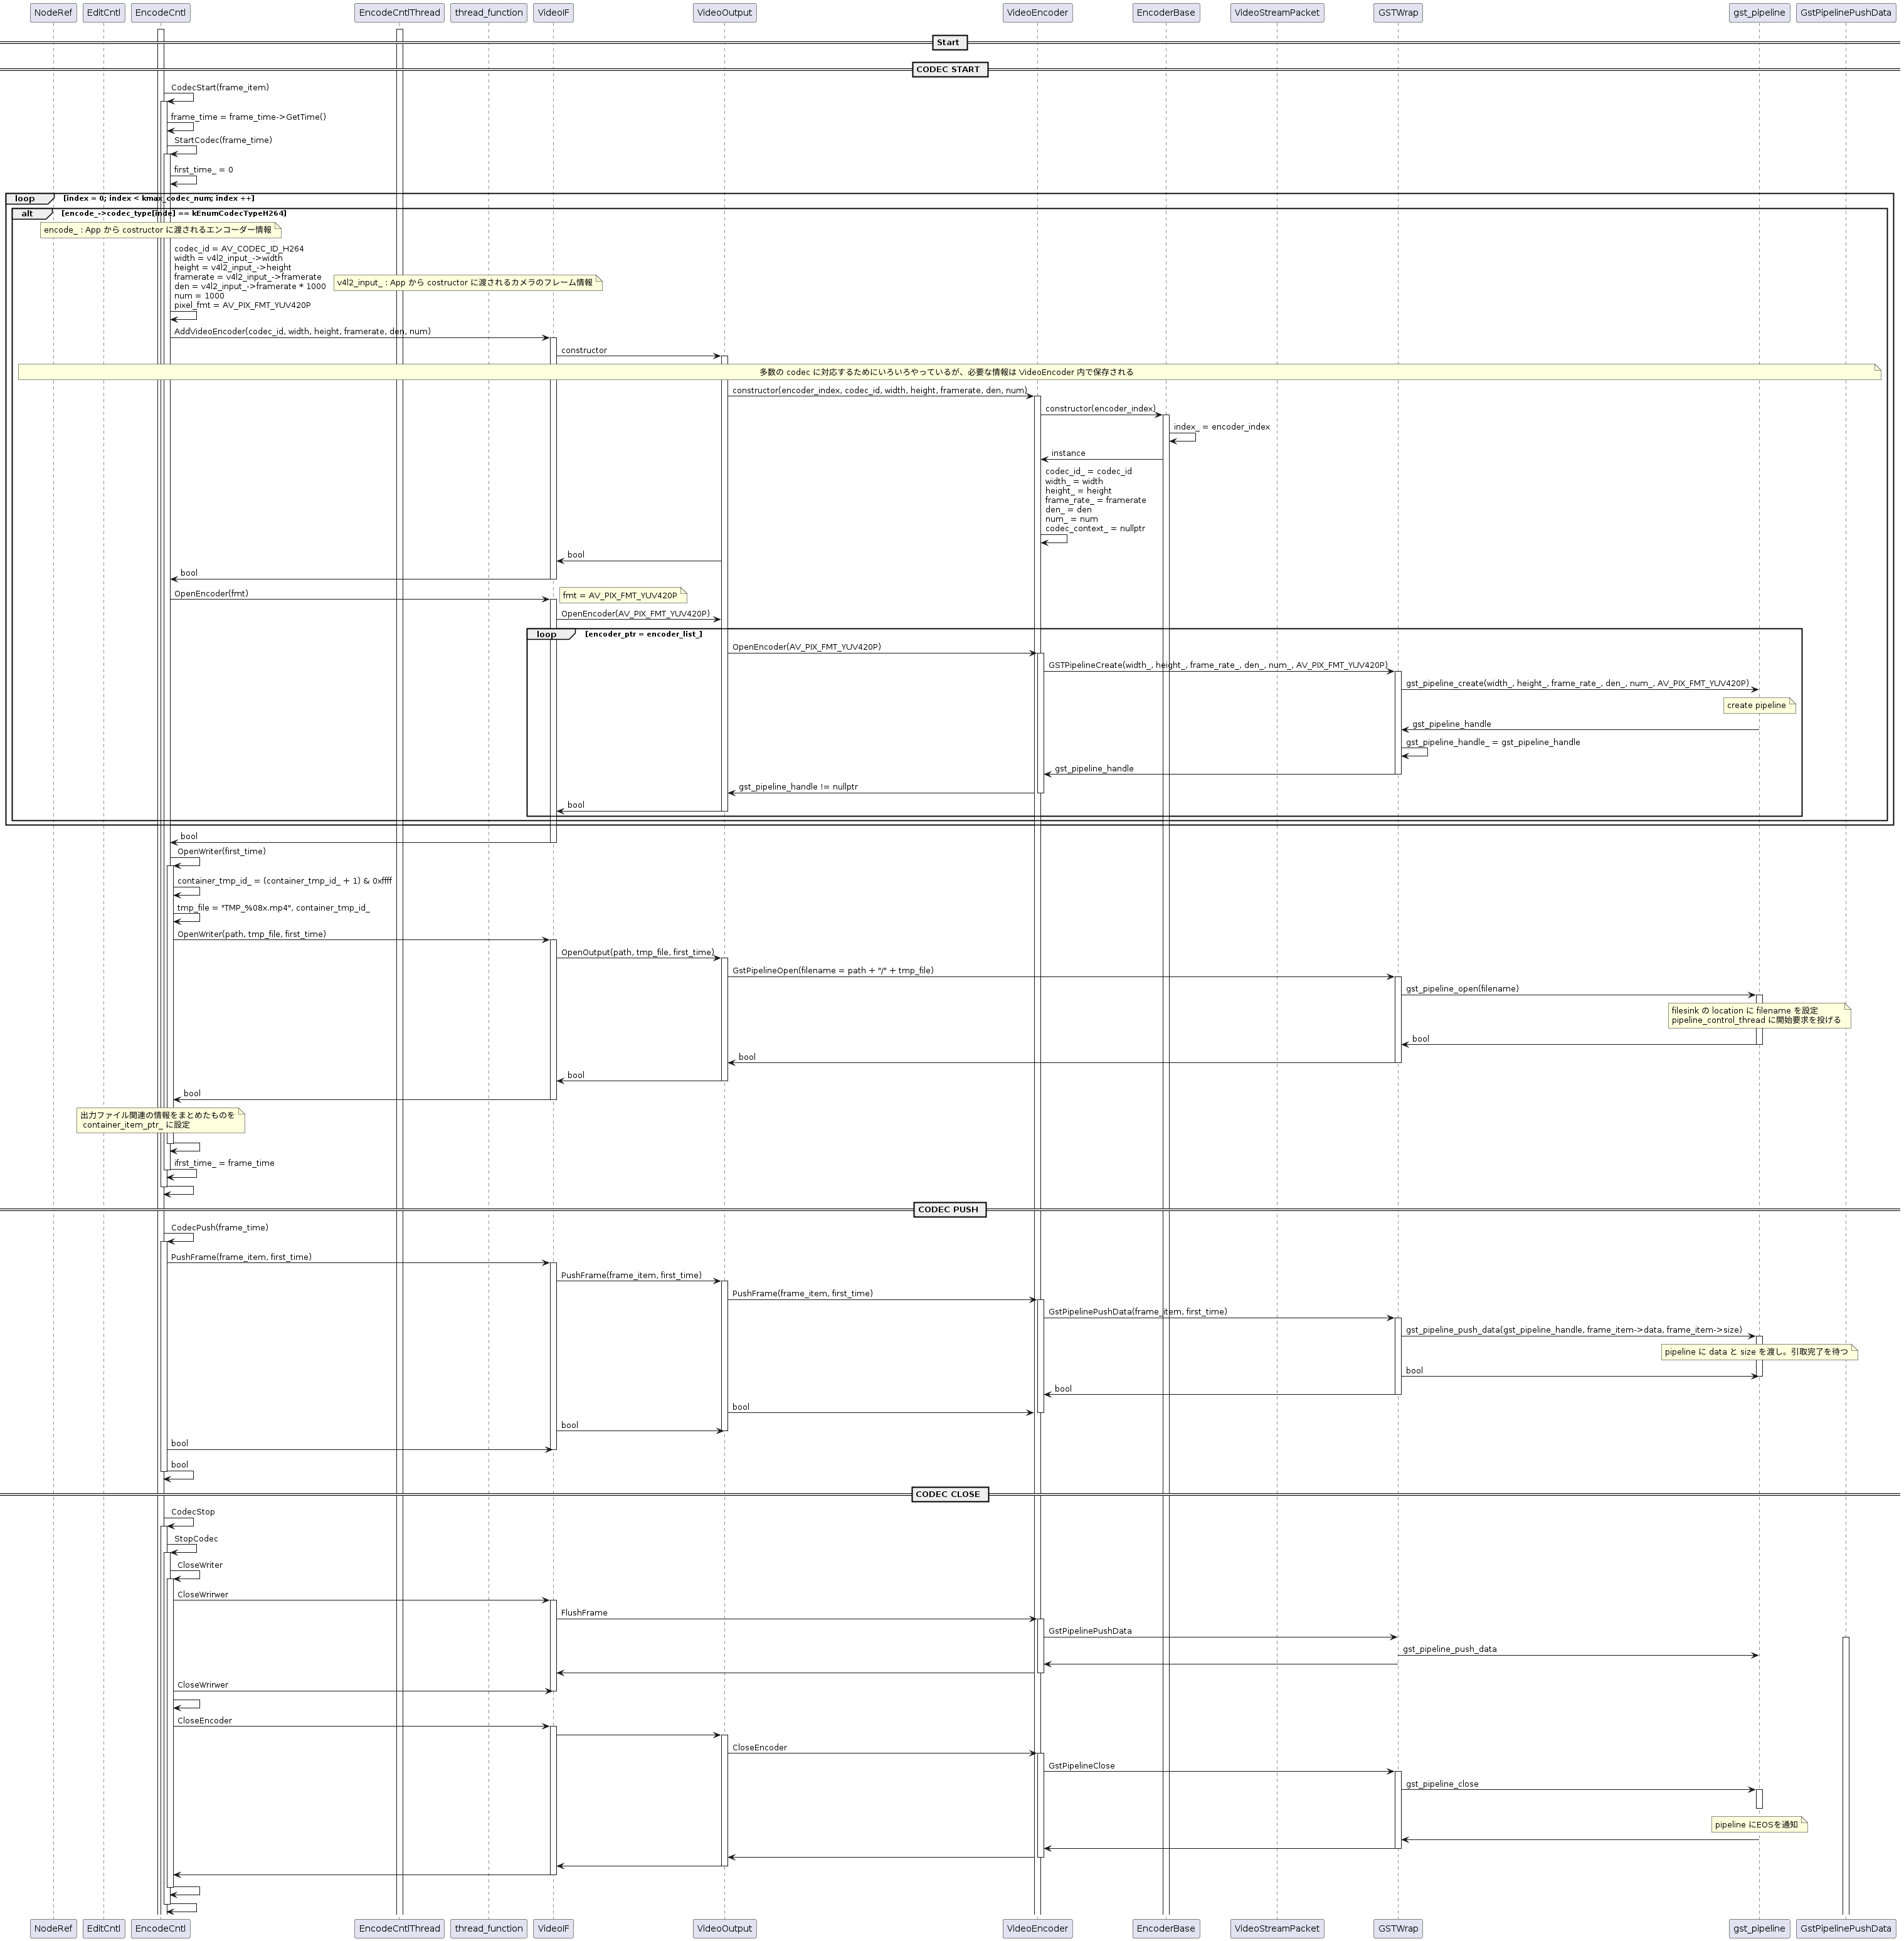 NodeRef EditCntl EncodeCntl EncodeCntlThread thread_function VideoIF VideoOutput VideoEncoder EncoderBase VideoStreamPacket GSTWrap gst_pipeline GstPipelinePushData
Start
CODEC START
CodecStart(frame_item)
frame_time = frame_time->GetTime()
StartCodec(frame_time)
first_time_ = 0
loop [index = 0; index < kmax_codec_num; index ++]
alt [encode_->codec_type[inde] == kEnumCodecTypeH264]
encode_ : App から costructor に渡されるエンコーダー情報
codec_id = AV_CODEC_ID_H264
width = v4l2_input_->width
height = v4l2_input_->height
framerate = v4l2_input_->framerate
den = v4l2_input_->framerate * 1000
num = 1000
pixel_fmt = AV_PIX_FMT_YUV420P
v4l2_input_ : App から costructor に渡されるカメラのフレーム情報
AddVideoEncoder(codec_id, width, height, framerate, den, num)
constructor
多数の codec に対応するためにいろいろやっているが、必要な情報は VideoEncoder 内で保存される
constructor(encoder_index, codec_id, width, height, framerate, den, num)
constructor(encoder_index)
index_ = encoder_index
instance
codec_id_ = codec_id
width_ = width
height_ = height
frame_rate_ = framerate
den_ = den
num_ = num
codec_context_ = nullptr
bool
bool
OpenEncoder(fmt)
fmt = AV_PIX_FMT_YUV420P
OpenEncoder(AV_PIX_FMT_YUV420P)
loop [encoder_ptr = encoder_list_]
OpenEncoder(AV_PIX_FMT_YUV420P)
GSTPipelineCreate(width_, height_, frame_rate_, den_, num_, AV_PIX_FMT_YUV420P)
gst_pipeline_create(width_, height_, frame_rate_, den_, num_, AV_PIX_FMT_YUV420P)
create pipeline
gst_pipeline_handle
gst_pipeline_handle_ = gst_pipeline_handle
gst_pipeline_handle
gst_pipeline_handle != nullptr
bool
bool
OpenWriter(first_time)
container_tmp_id_ = (container_tmp_id_ + 1) & 0xffff
tmp_file = "TMP_%08x.mp4", container_tmp_id_
OpenWriter(path, tmp_file, first_time)
OpenOutput(path, tmp_file, first_time)
GstPipelineOpen(filename = path + "/" + tmp_file)
gst_pipeline_open(filename)
filesink の location に filename を設定
pipeline_control_thread に開始要求を投げる
bool
bool
bool
bool
出力ファイル関連の情報をまとめたものを
container_item_ptr_ に設定
ifrst_time_ = frame_time
CODEC PUSH
CodecPush(frame_time)
PushFrame(frame_item, first_time)
PushFrame(frame_item, first_time)
PushFrame(frame_item, first_time)
GstPipelinePushData(frame_item, first_time)
gst_pipeline_push_data(gst_pipeline_handle, frame_item->data, frame_item->size)
pipeline に data と size を渡し。引取完了を待つ
bool
bool
bool
bool
bool
bool
CODEC CLOSE
CodecStop
StopCodec
CloseWriter
CloseWrirwer
FlushFrame
GstPipelinePushData
gst_pipeline_push_data
CloseWrirwer
CloseEncoder
CloseEncoder
GstPipelineClose
gst_pipeline_close
pipeline にEOSを通知
NodeRef EditCntl EncodeCntl EncodeCntlThread thread_function VideoIF VideoOutput VideoEncoder EncoderBase VideoStreamPacket GSTWrap gst_pipeline GstPipelinePushData